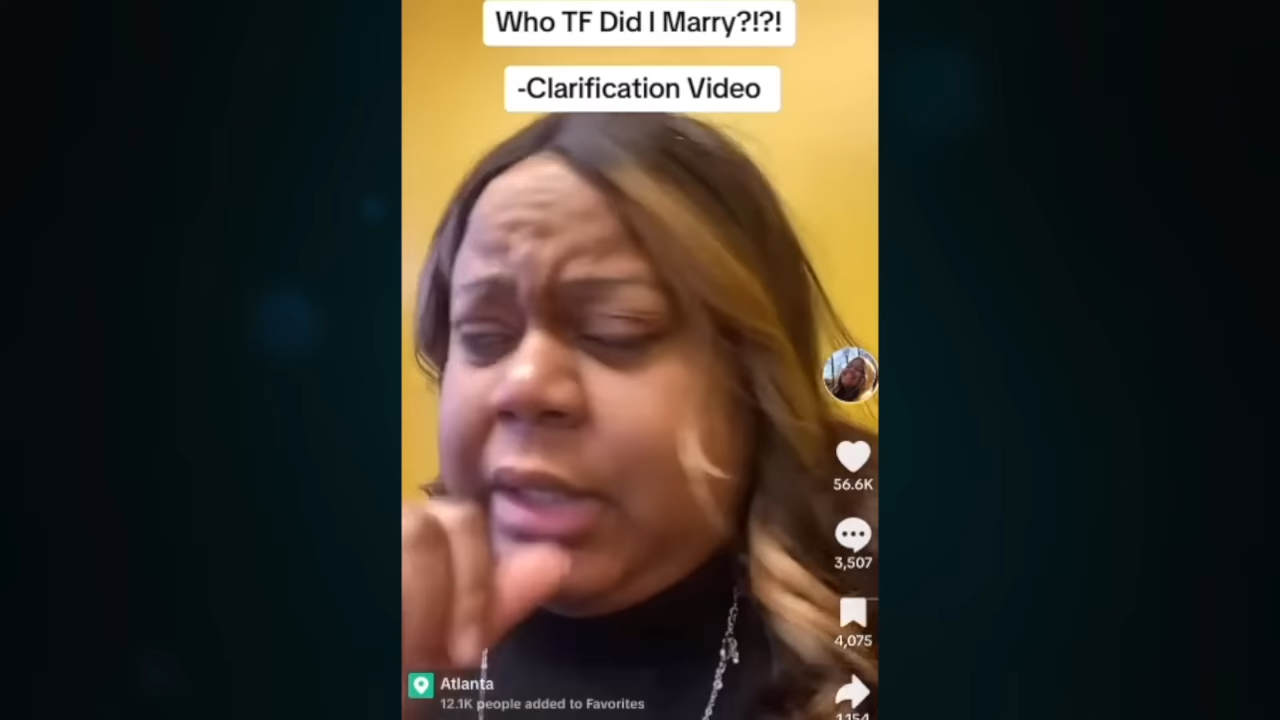 Who TF Did I Marry?!?!
-Clarification Video
56.6K
3,507
4,075
Atlanta
12.1K people added to Favorites
1154